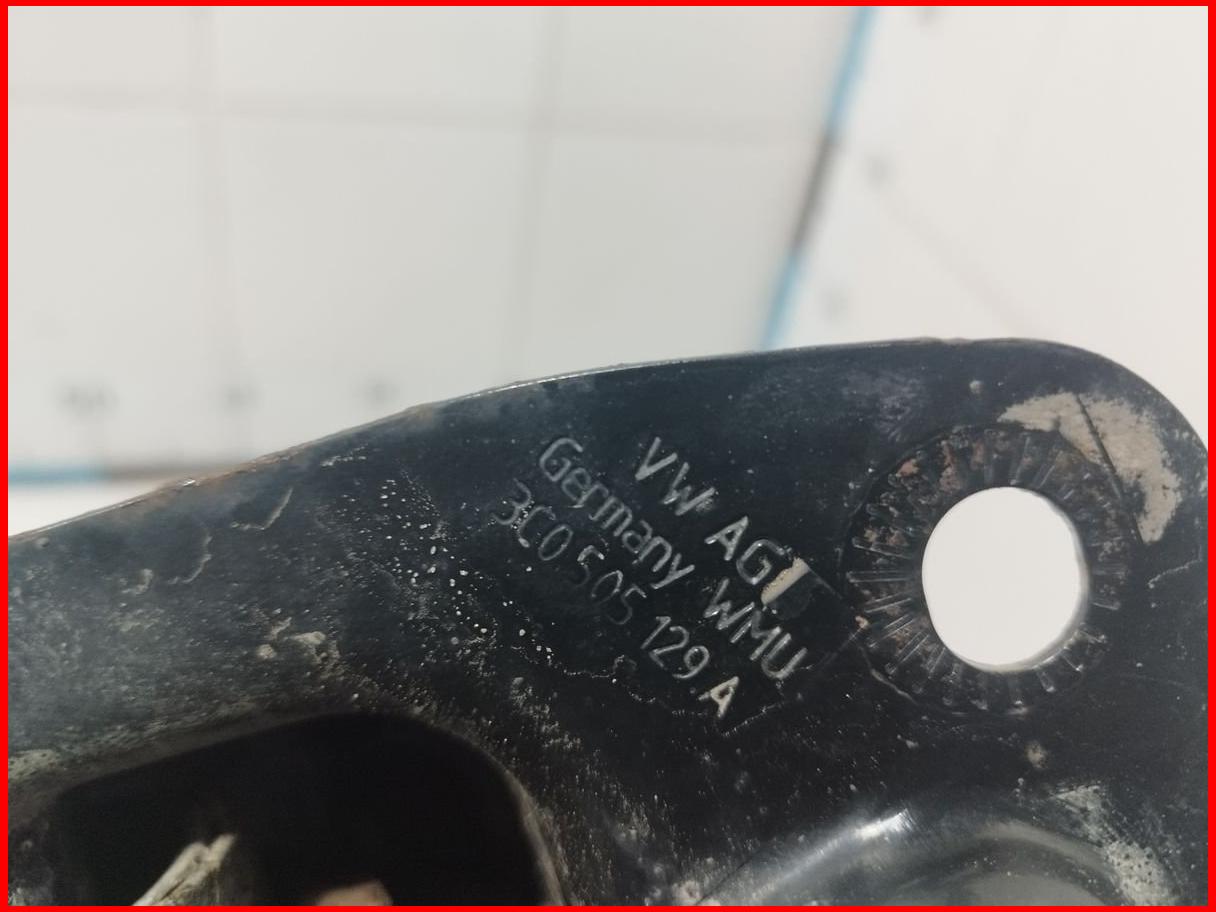 VW AG
Germany WMU
3C0 505 129 A